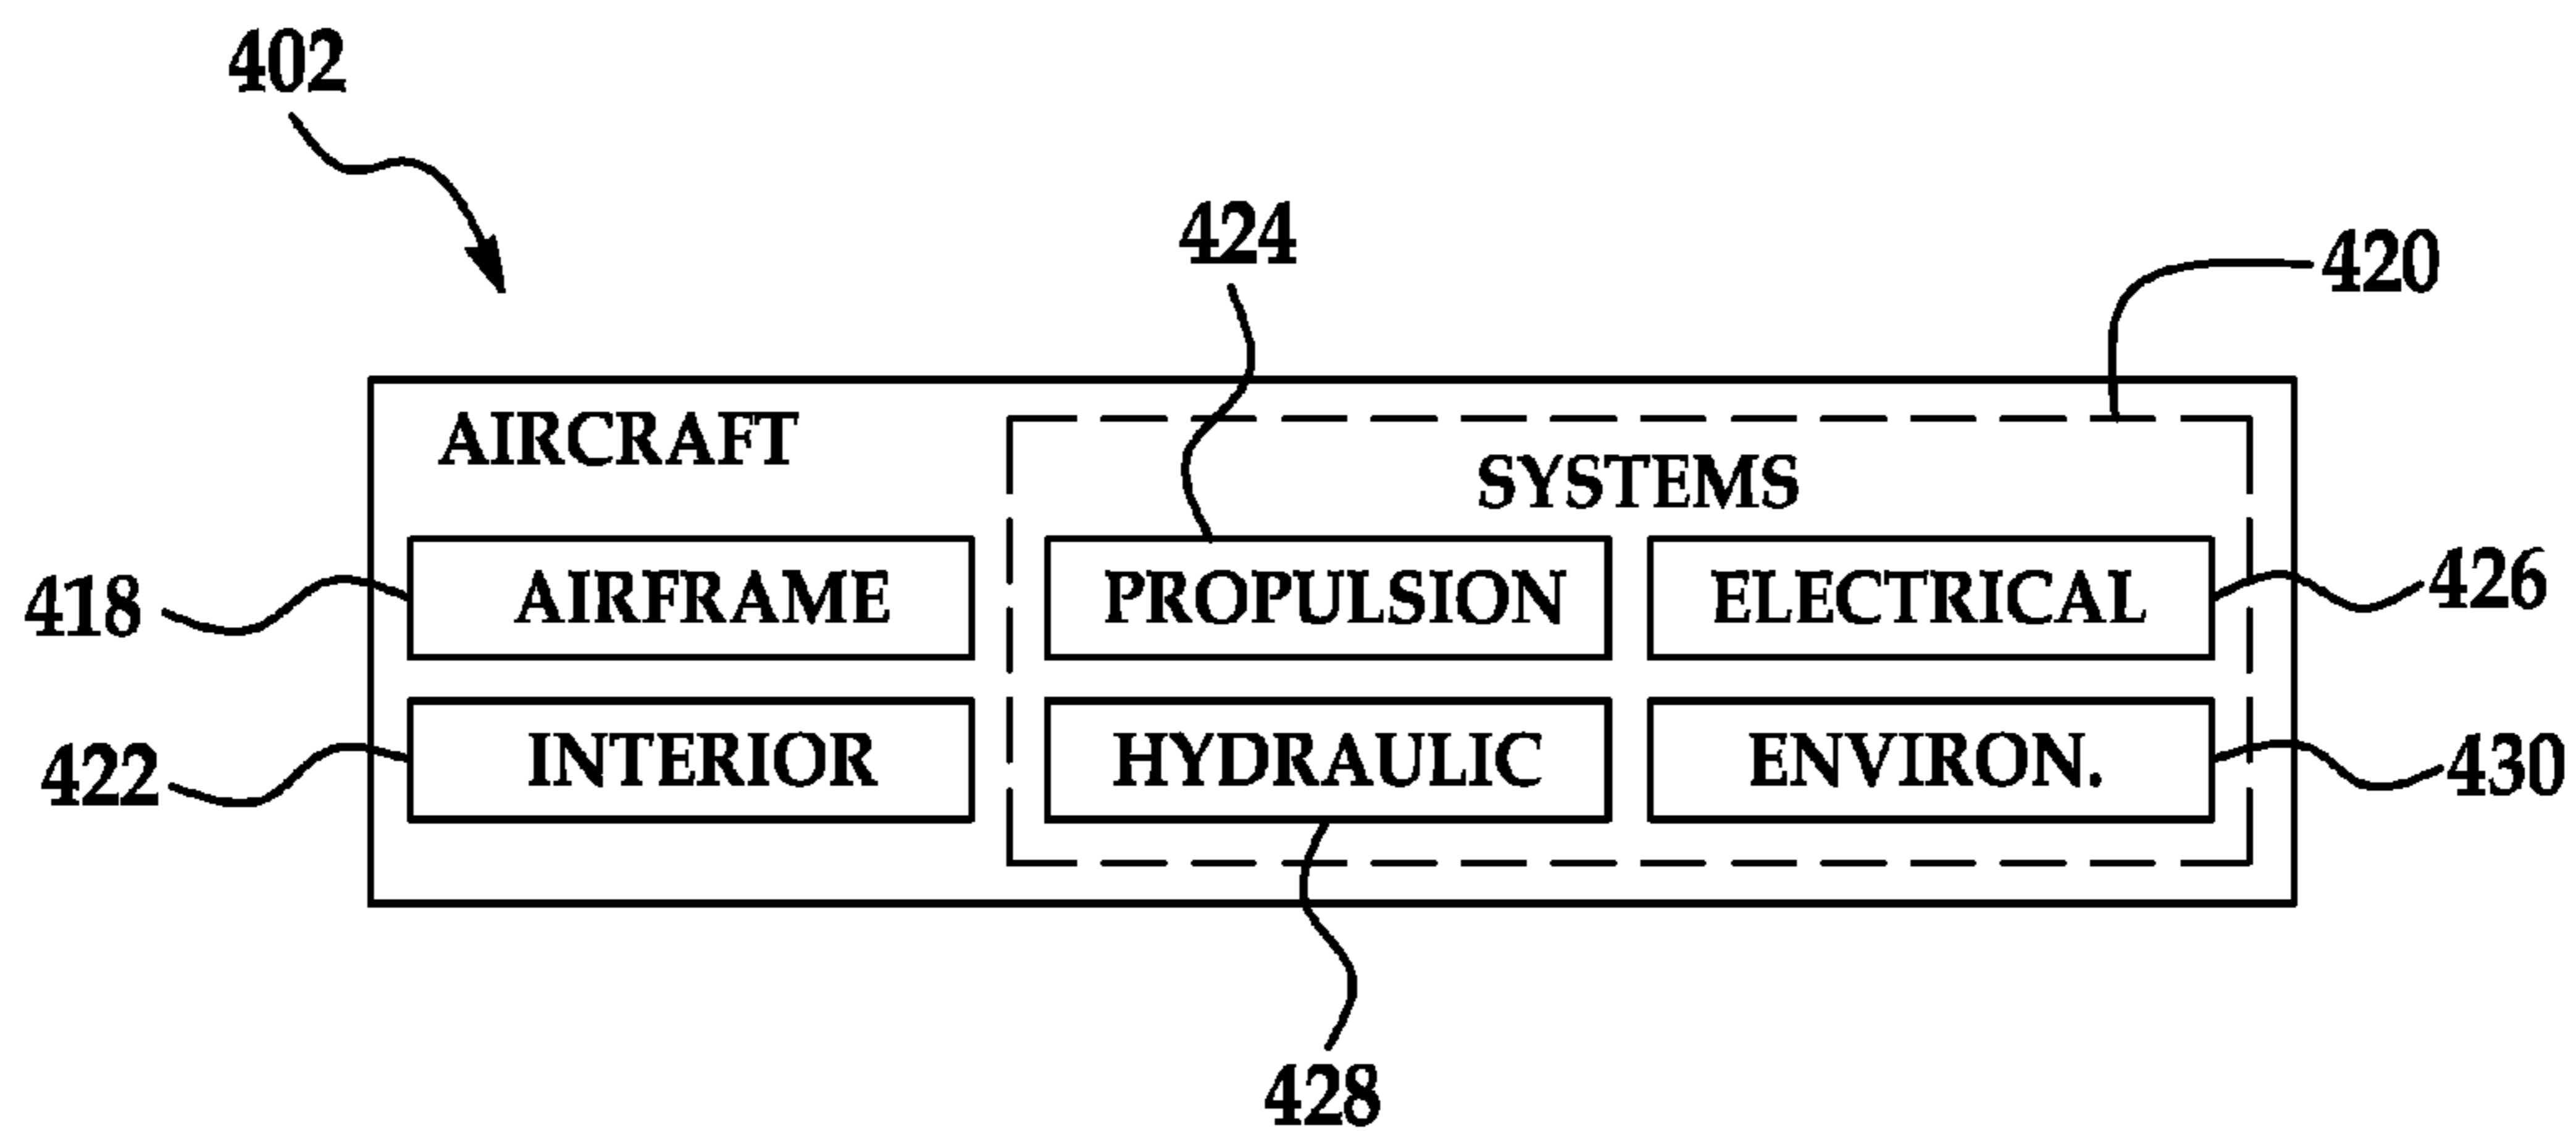 402
424
420
AIRCRAFT
SYSTEMS
418
AIRFRAME
PROPULSION
ELECTRICAL
426
422
INTERIOR
HYDRAULIC
ENVIRON.
430
428